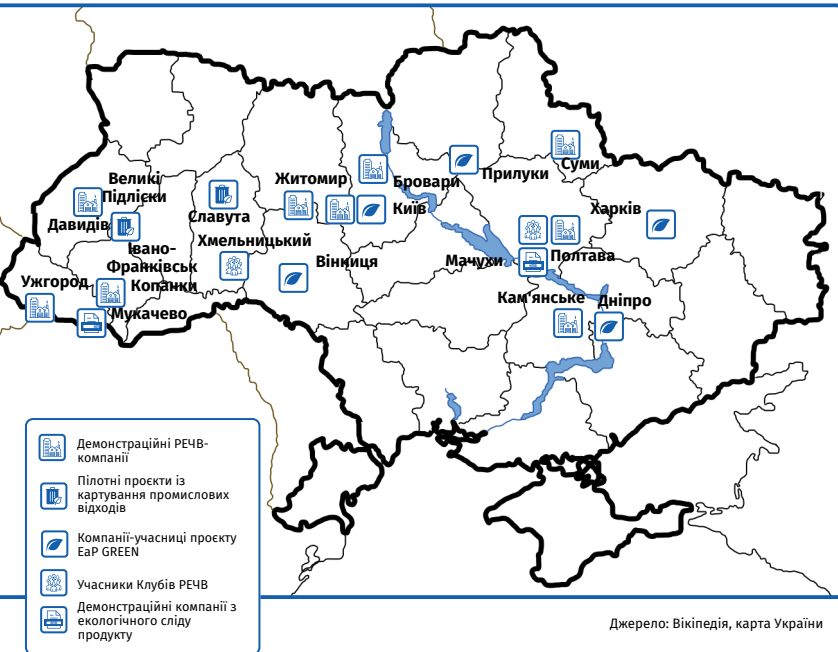 Суми
Прилуки
Великі
Підліски
Житомир
Бровари
Київ
Славута
Харків
Давидів
Хмельницький
Івано-
Франківськ
Вінниця
Мачухи
Полтава
Ужгород
Копанки
Кам'янське
Дніпро
Мукачево
Демонстраційні РЕЧВ-
компанії
Пілотні проєкти із
картування промислових
відходів
Компанії-учасниці проєкту
EaP GREEN
Учасники Клубів РЕЧВ
Демонстраційні компанії з
екологічного сліду
продукту
Джерело: Вікіпедія, карта України